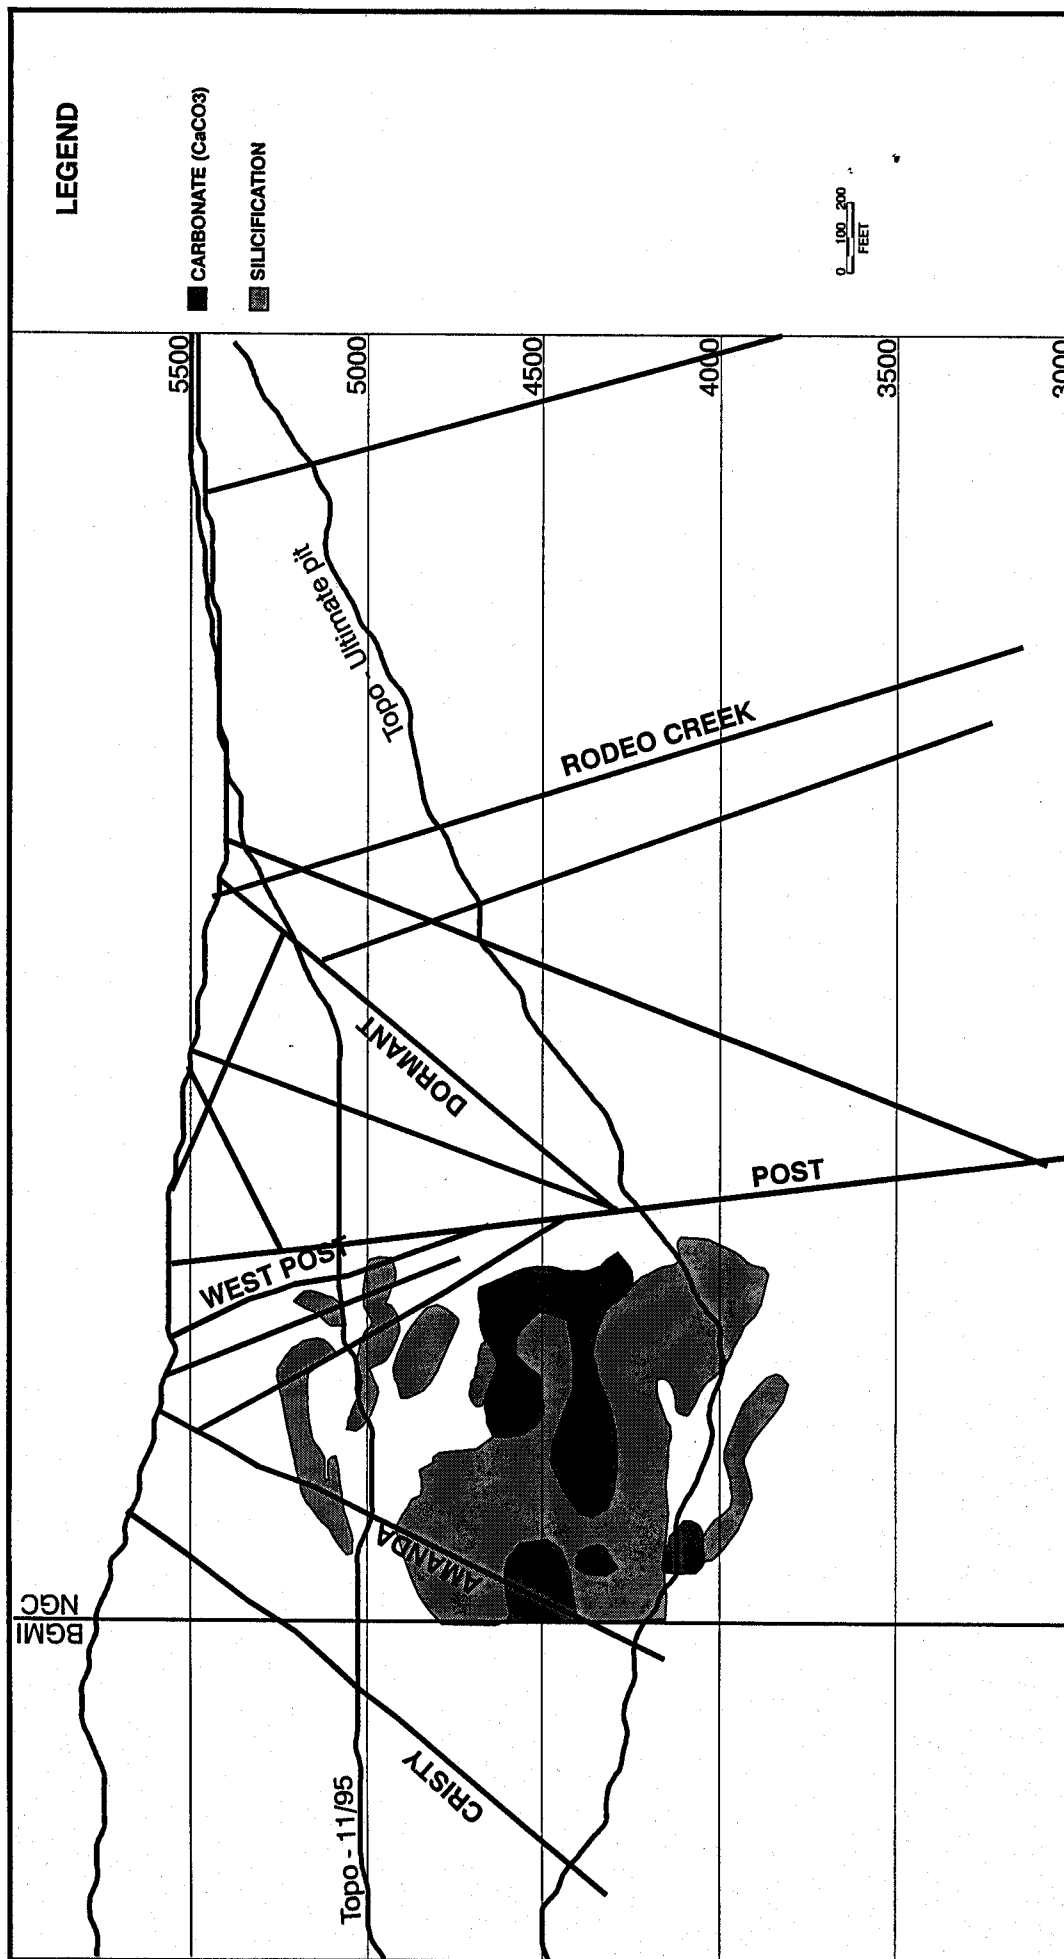 LEGEND
CARBONATE (CaCO3)
SILICIFICATION
0 100 200
FEET
5500
5000
4500
4000
3500
3000
Topo - Ultimate pit
RODEO CREEK
DORMANT
POST
WEST POST
AMANDA
NGC
BGMI
CRISTY
Topo - 11/95